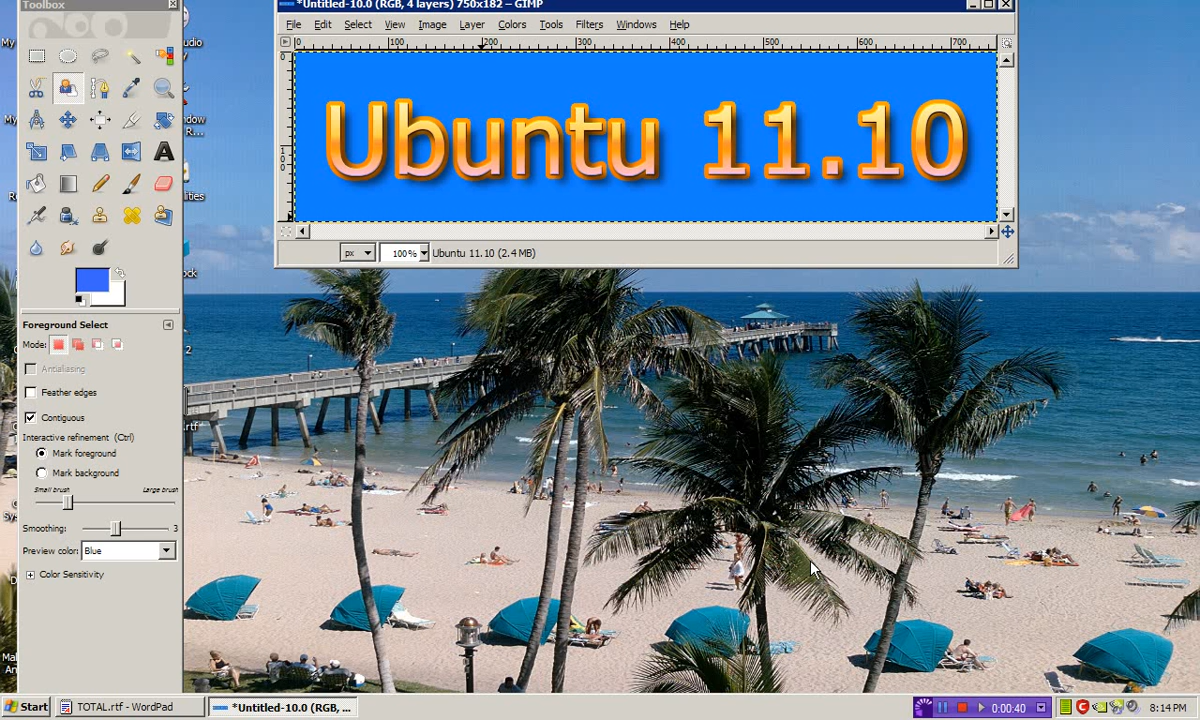 Toolbox
*Untitled-10.0 (RGB, 4 layers) 750x182 – GIMP
File Edit Select View Image Layer Colors Tools Filters Windows Help
0 100 200 300 400 500 600 700
0
100
Ubuntu 11.10
px 100% Ubuntu 11.10 (2.4 MB)
Foreground Select
Mode:
Antialiasing
Feather edges
Contiguous
Interactive refinement (Ctrl)
Mark foreground
Mark background
Small brush Large brush
Smoothing: 3
Preview color: Blue
Color Sensitivity
Start TOTAL.rtf - WordPad *Untitled-10.0 (RGB, ... 0:00:40 8:14 PM